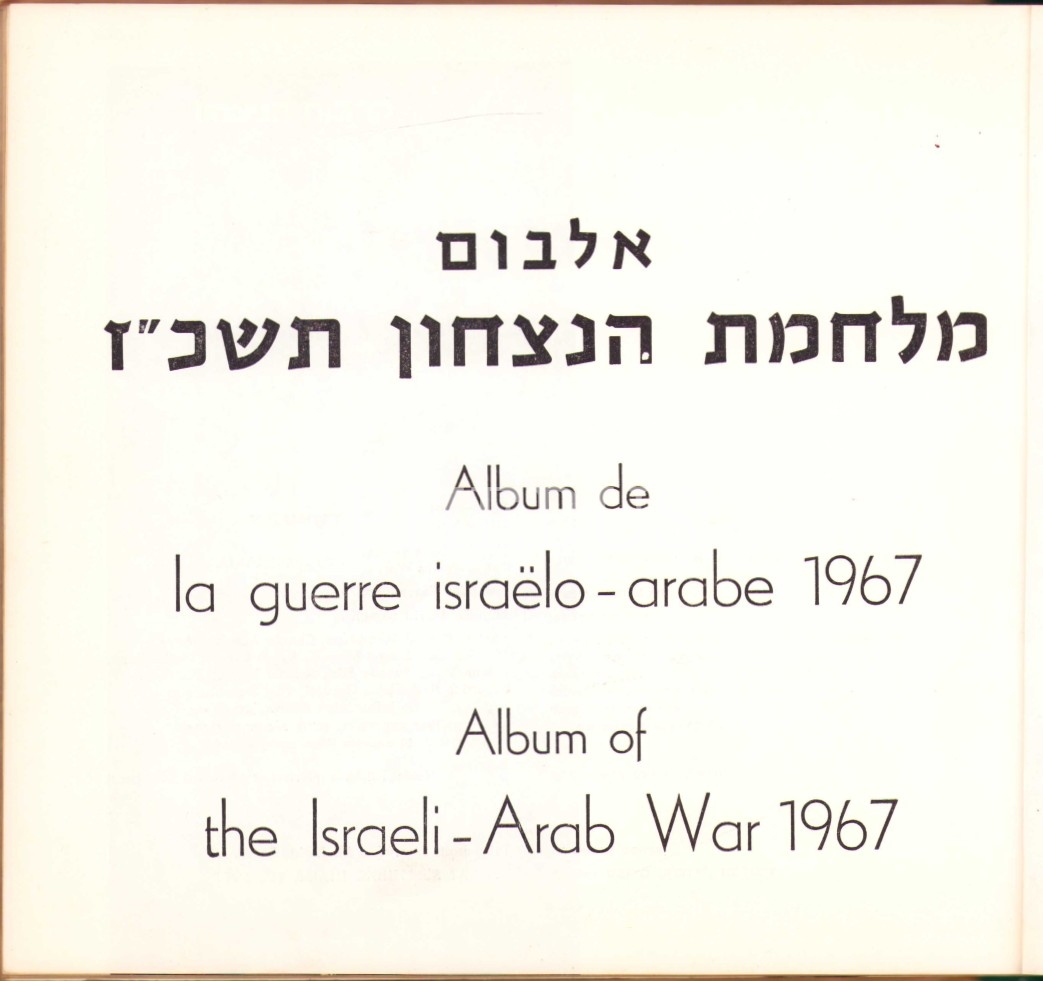 אלבום
מלחמת הנצחון תשכ"ז
Album de
la guerre israëlo-arabe 1967
Album of
the Israeli-Arab War 1967